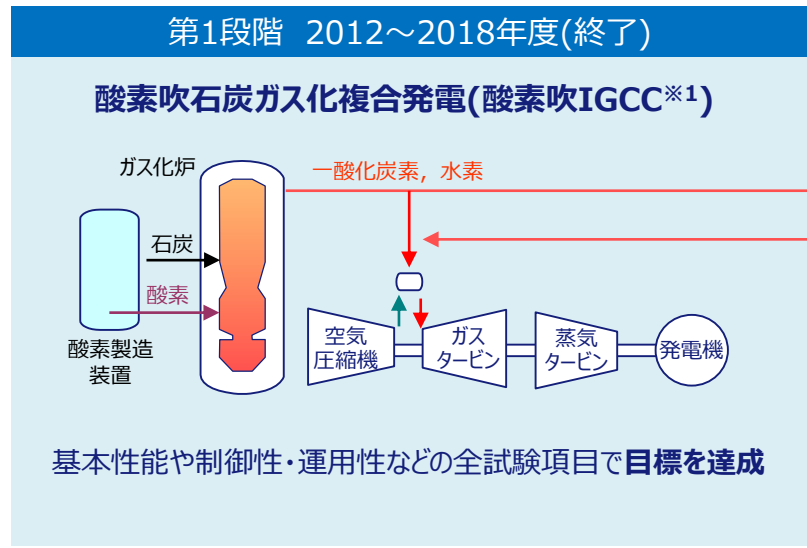 第1段階 2012～2018年度(終了)
酸素吹石炭ガス化複合発電(酸素吹IGCC※1)
ガス化炉
一酸化炭素，水素
石炭
酸素
酸素製造
装置
空気
圧縮機
ガス
タービン
蒸気
タービン
発電機
基本性能や制御性・運用性などの全試験項目で目標を達成